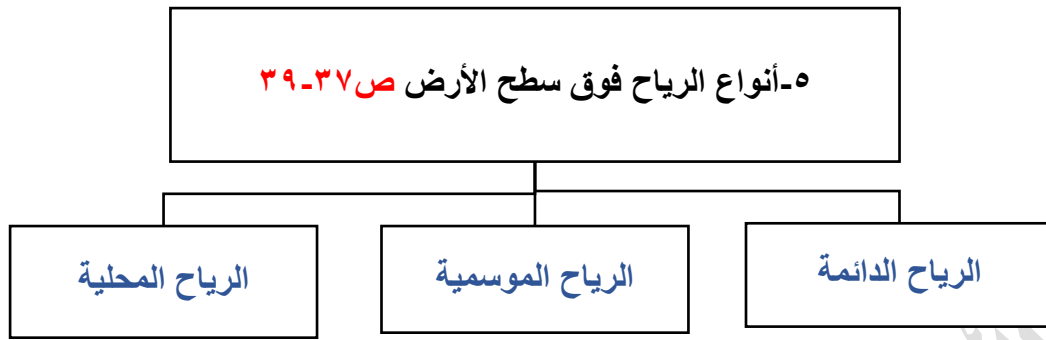 ٥-أنواع الرياح فوق سطح الأرض ص٣٧-٣٩
الرياح الدائمة
الرياح الموسمية
الرياح المحلية